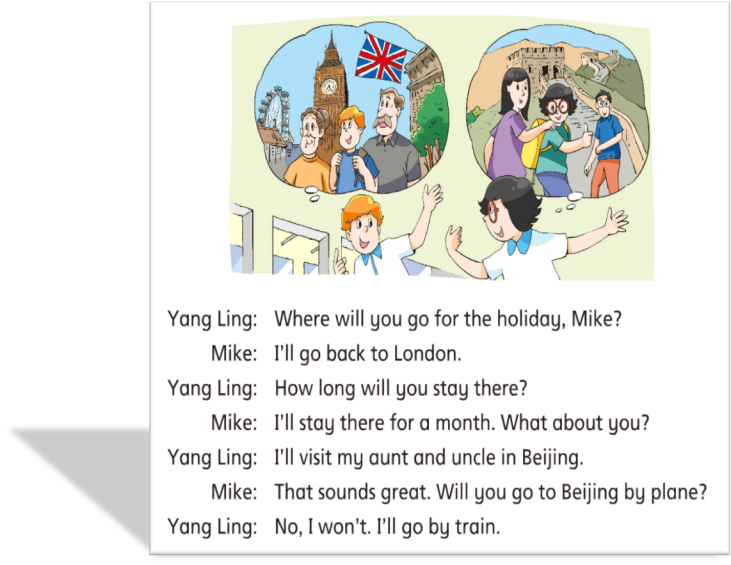 Yang Ling: Where will you go for the holiday, Mike?
Mike: I'll go back to London.
Yang Ling: How long will you stay there?
Mike: I'll stay there for a month. What about you?
Yang Ling: I'll visit my aunt and uncle in Beijing.
Mike: That sounds great. Will you go to Beijing by plane?
Yang Ling: No, I won't. I'll go by train.